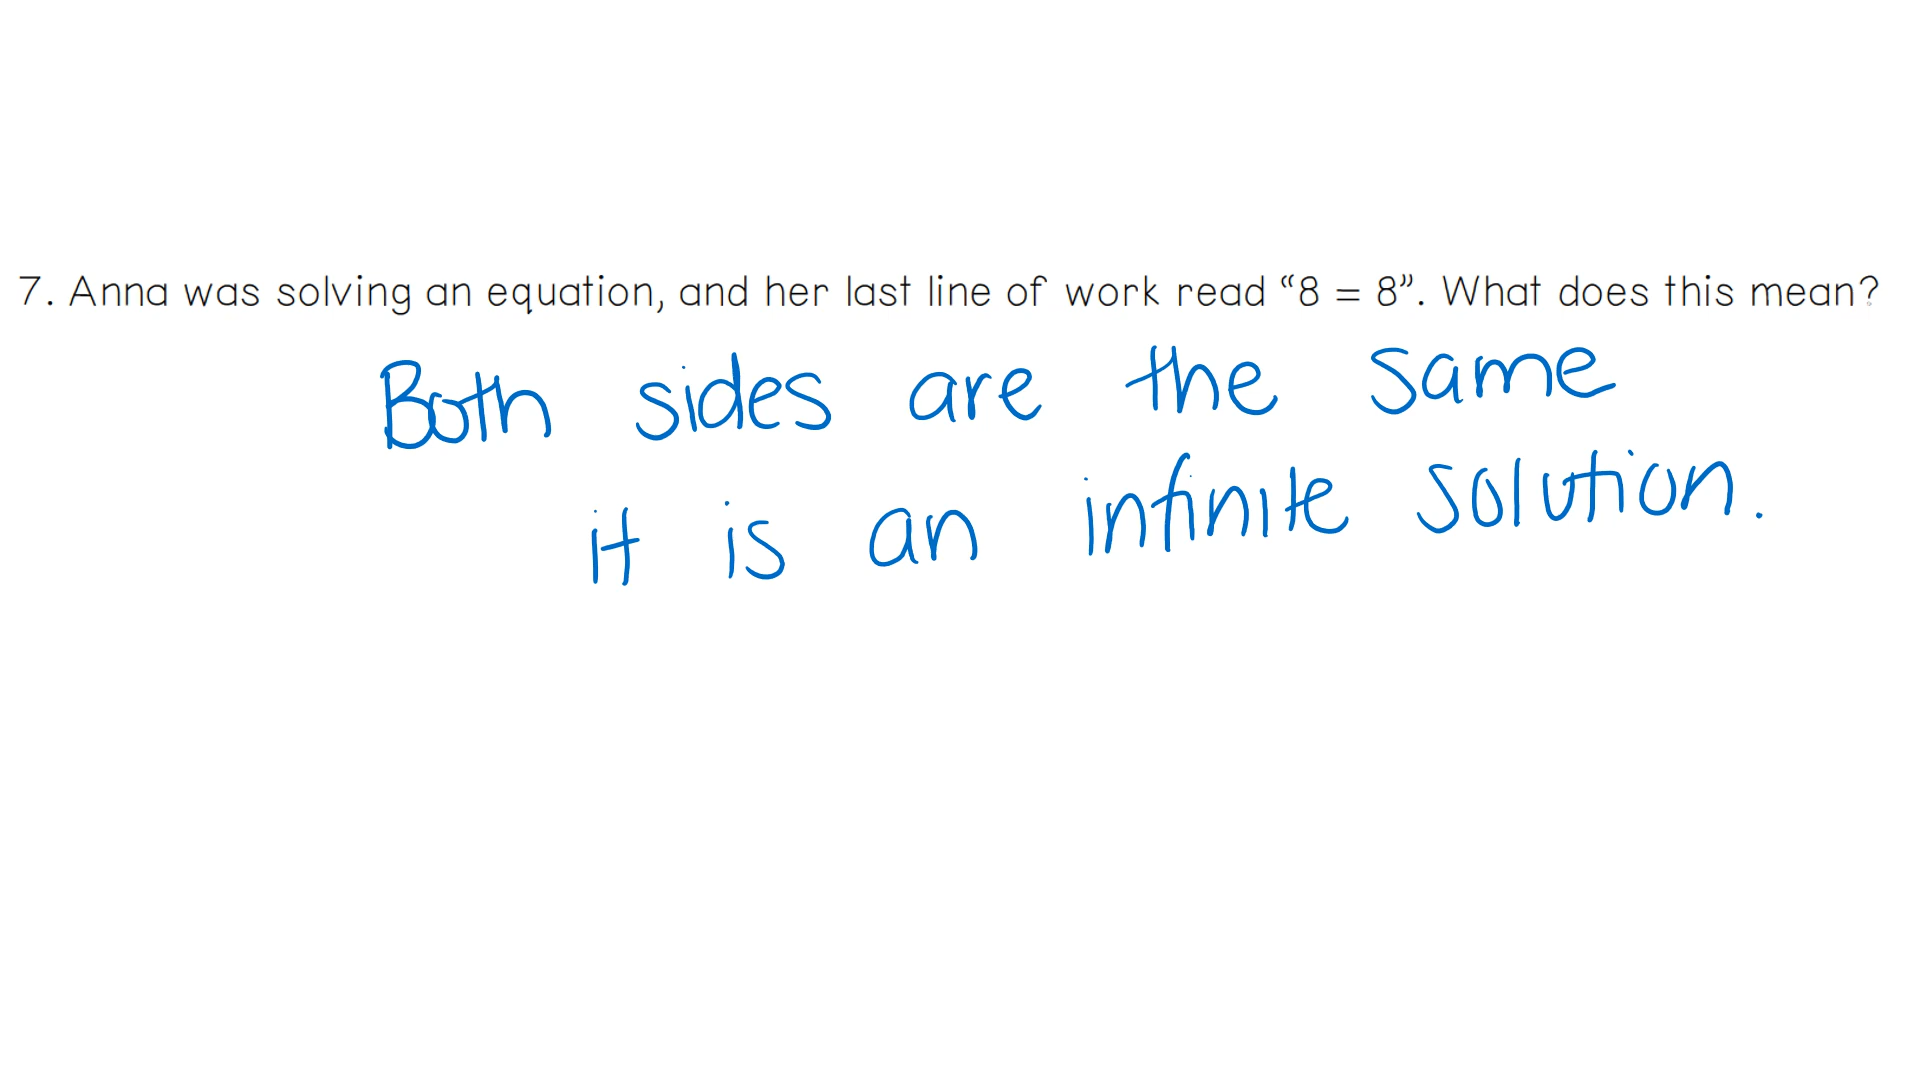 7. Anna was solving an equation, and her last line of work read “8 = 8”. What does this mean?
Both sides are the same
it is an infinite solution.